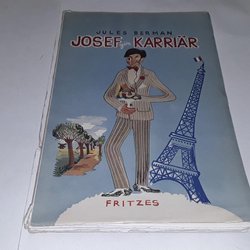 JULES BERMAN
JOSEF KARRIÄR
FRITZES